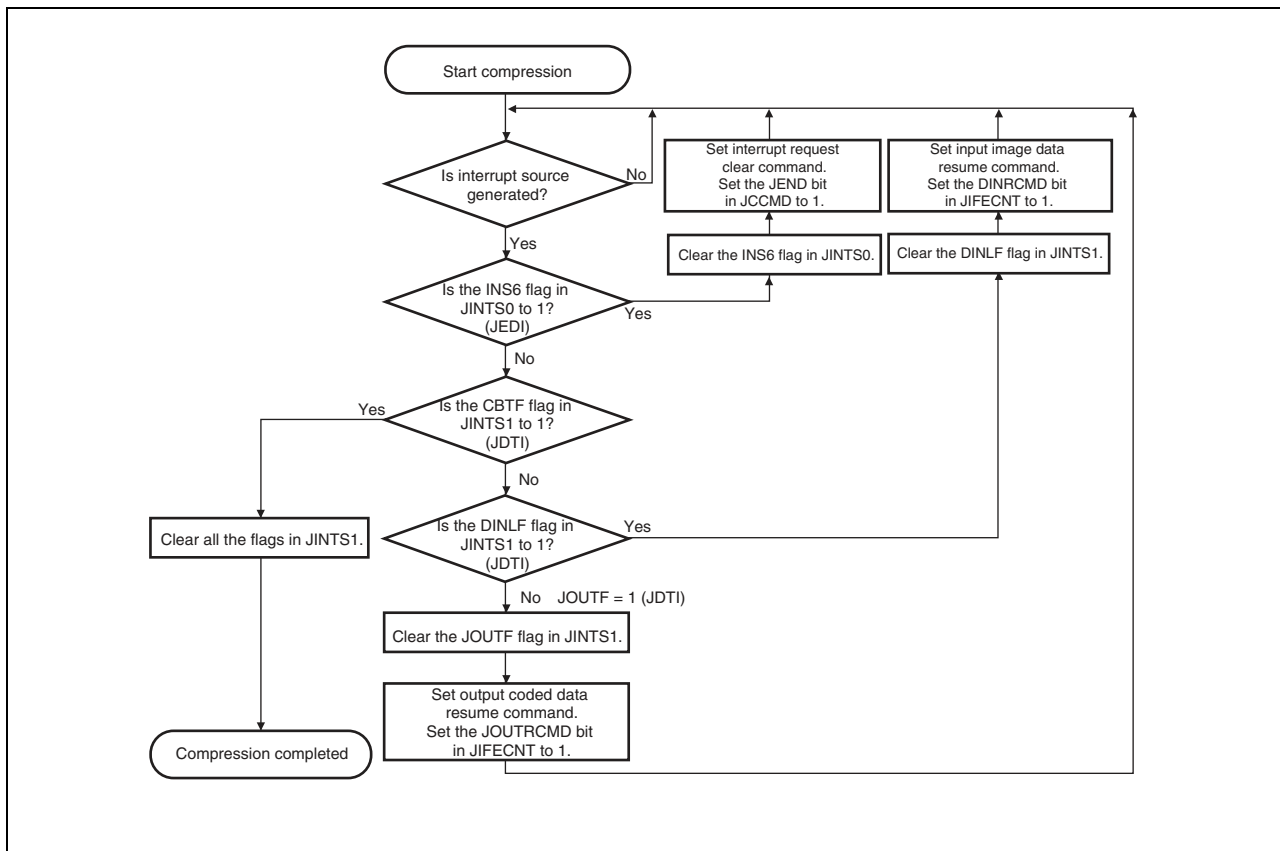 Start compression
Is interrupt source
generated?
No
Set interrupt request
clear command.
Set the JEND bit
in JCCMD to 1.
Set input image data
resume command.
Set the DINRCMD bit
in JIFECNT to 1.
Yes
Clear the INS6 flag in JINTS0.
Clear the DINLF flag in JINTS1.
Is the INS6 flag in
JINTS0 to 1?
(JEDI)
Yes
No
Yes
Is the CBTF flag in
JINTS1 to 1?
(JDTI)
No
Clear all the flags in JINTS1.
Is the DINLF flag in
JINTS1 to 1?
(JDTI)
Yes
No JOUTF = 1 (JDTI)
Clear the JOUTF flag in JINTS1.
Set output coded data
resume command.
Set the JOUTRCMD bit
in JIFECNT to 1.
Compression completed